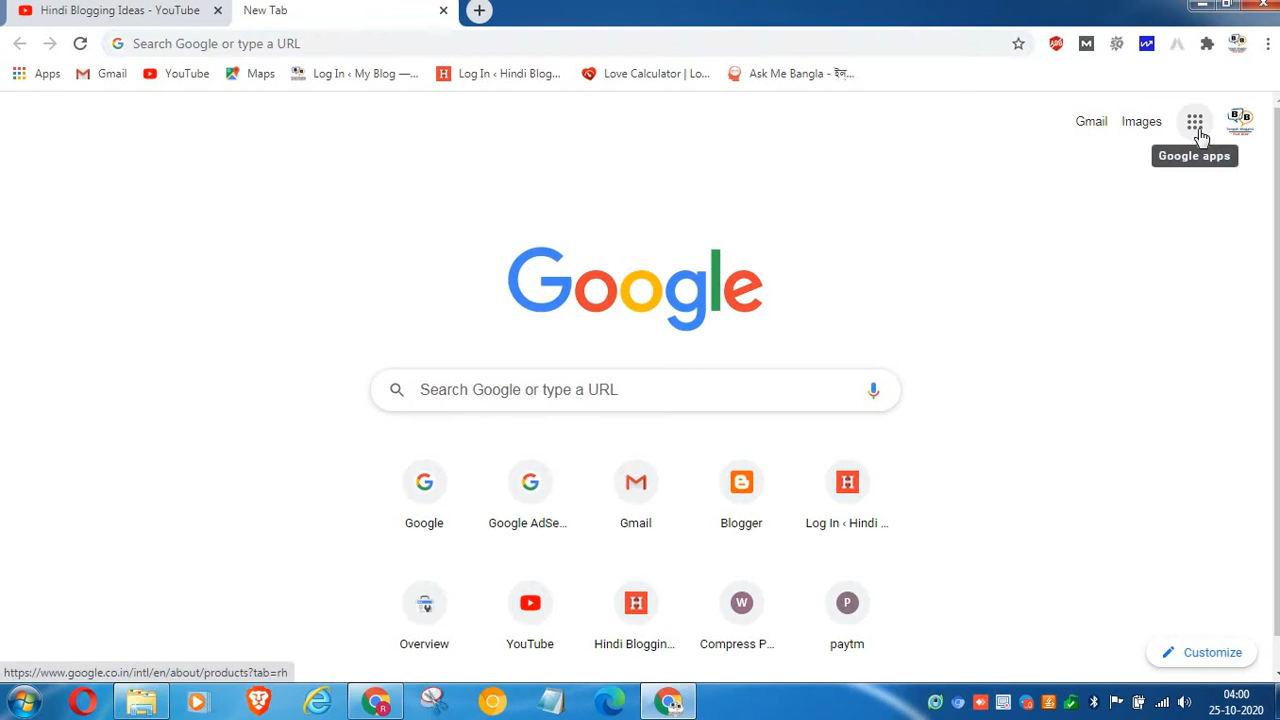 Hindi Blogging Ideas - YouTube
New Tab
Search Google or type a URL
Apps
Gmail
YouTube
Maps
Log In ‹ My Blog —...
Log In ‹ Hindi Blog...
Love Calculator | Lo...
Ask Me Bangla - ইন্...
Gmail
Images
Google apps
Google
Search Google or type a URL
Google
Google AdSe...
Gmail
Blogger
Log In ‹ Hindi ...
Overview
YouTube
Hindi Bloggin...
W
Compress P...
P
paytm
Customize
https://www.google.co.in/intl/en/about/products?tab=rh
04:00
25-10-2020